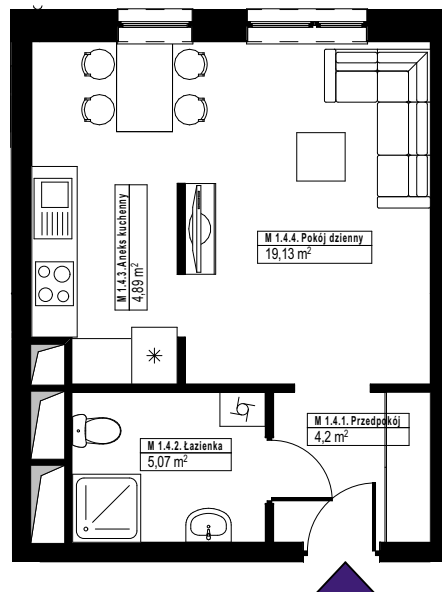 M 1.4.3. Aneks kuchenny
4,89 m²
M 1.4.4. Pokój dzienny
19,13 m²
M 1.4.1. Przedpokój
4,2 m²
M 1.4.2. Łazienka
5,07 m²